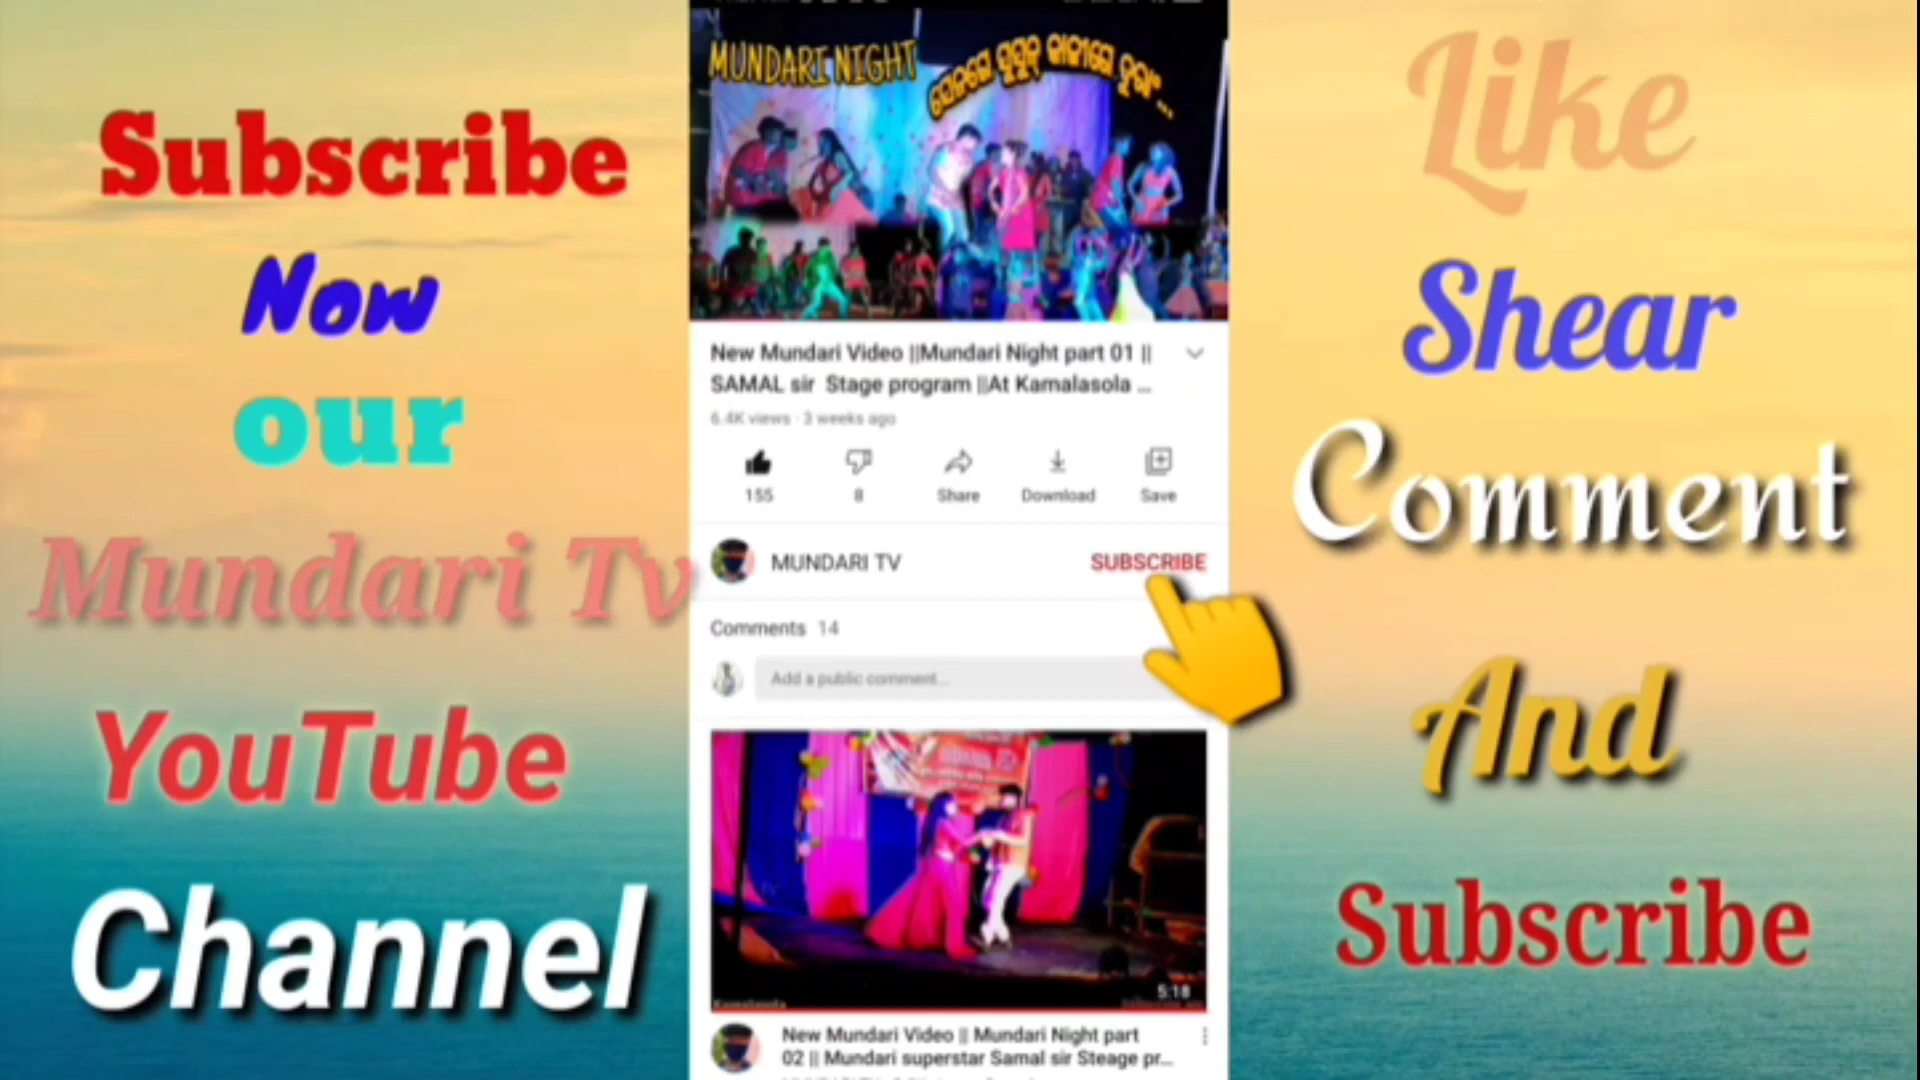 Subscribe
Now
our
Mundari Tv
YouTube
Channel
MUNDARI NIGHT
New Mundari Video ||Mundari Night part 01 ||
SAMAL sir Stage program ||At Kamalasola ...
6.4K views · 3 weeks ago
155
8
Share
Download
Save
MUNDARI TV
SUBSCRIBE
Comments 14
Add a public comment...
5:18
Kamalasola
New Mundari Video || Mundari Night part
02 || Mundari superstar Samal sir Steage pr...
Like
Shear
Comment
And
Subscribe